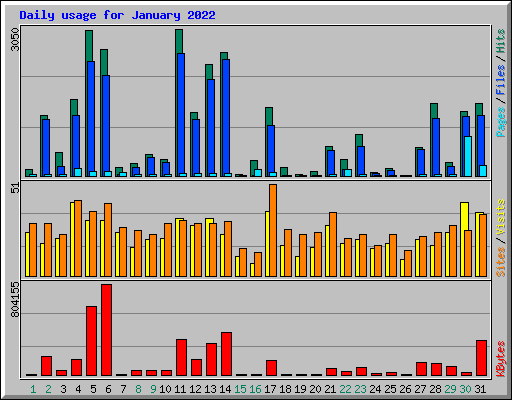 Daily usage for January 2022
3050
51
804155
Pages / Files / Hits
Sites / Visits
KBytes
1 2 3 4 5 6 7 8 9 10 11 12 13 14 15 16 17 18 19 20 21 22 23 24 25 26 27 28 29 30 31